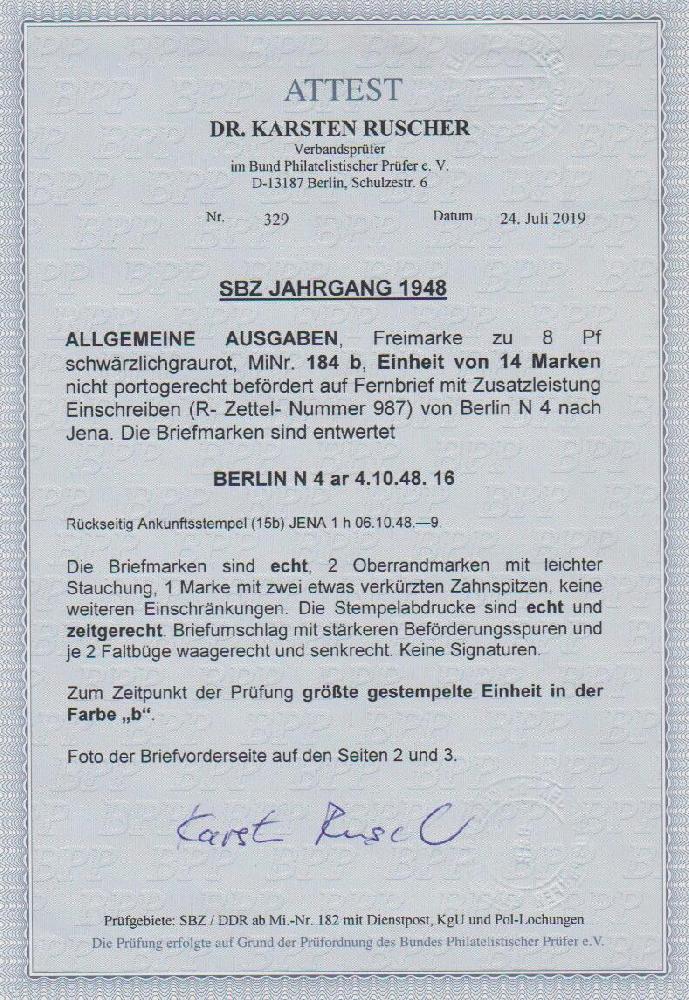 ATTEST
DR. KARSTEN RUSCHER
Verbandsprüfer
im Bund Philatelistischer Prüfer e. V.
D-13187 Berlin, Schulzestr. 6
Nr. 329 Datum 24. Juli 2019
SBZ JAHRGANG 1948
ALLGEMEINE AUSGABEN, Freimarke zu 8 Pf
schwärzlichgraurot, MiNr. 184 b, Einheit von 14 Marken
nicht portogerecht befördert auf Fernbrief mit Zusatzleistung
Einschreiben (R- Zettel- Nummer 987) von Berlin N 4 nach
Jena. Die Briefmarken sind entwertet
BERLIN N 4 ar 4.10.48. 16
Rückseitig Ankunftsstempel (15b) JENA 1 h 06.10.48.—9.
Die Briefmarken sind echt, 2 Oberrandmarken mit leichter
Stauchung, 1 Marke mit zwei etwas verkürzten Zahnspitzen, keine
weiteren Einschränkungen. Die Stempelabdrucke sind echt und
zeitgerecht. Briefumschlag mit stärkeren Beförderungsspuren und
je 2 Faltbüge waagerecht und senkrecht. Keine Signaturen.
Zum Zeitpunkt der Prüfung größte gestempelte Einheit in der
Farbe „b“.
Foto der Briefvorderseite auf den Seiten 2 und 3.
Karst Rusch
Prüfgebiete: SBZ / DDR ab Mi.-Nr. 182 mit Dienstpost, KgU und Pol-Lochungen
Die Prüfung erfolgte auf Grund der Prüfordnung des Bundes Philatelistischer Prüfer e.V.